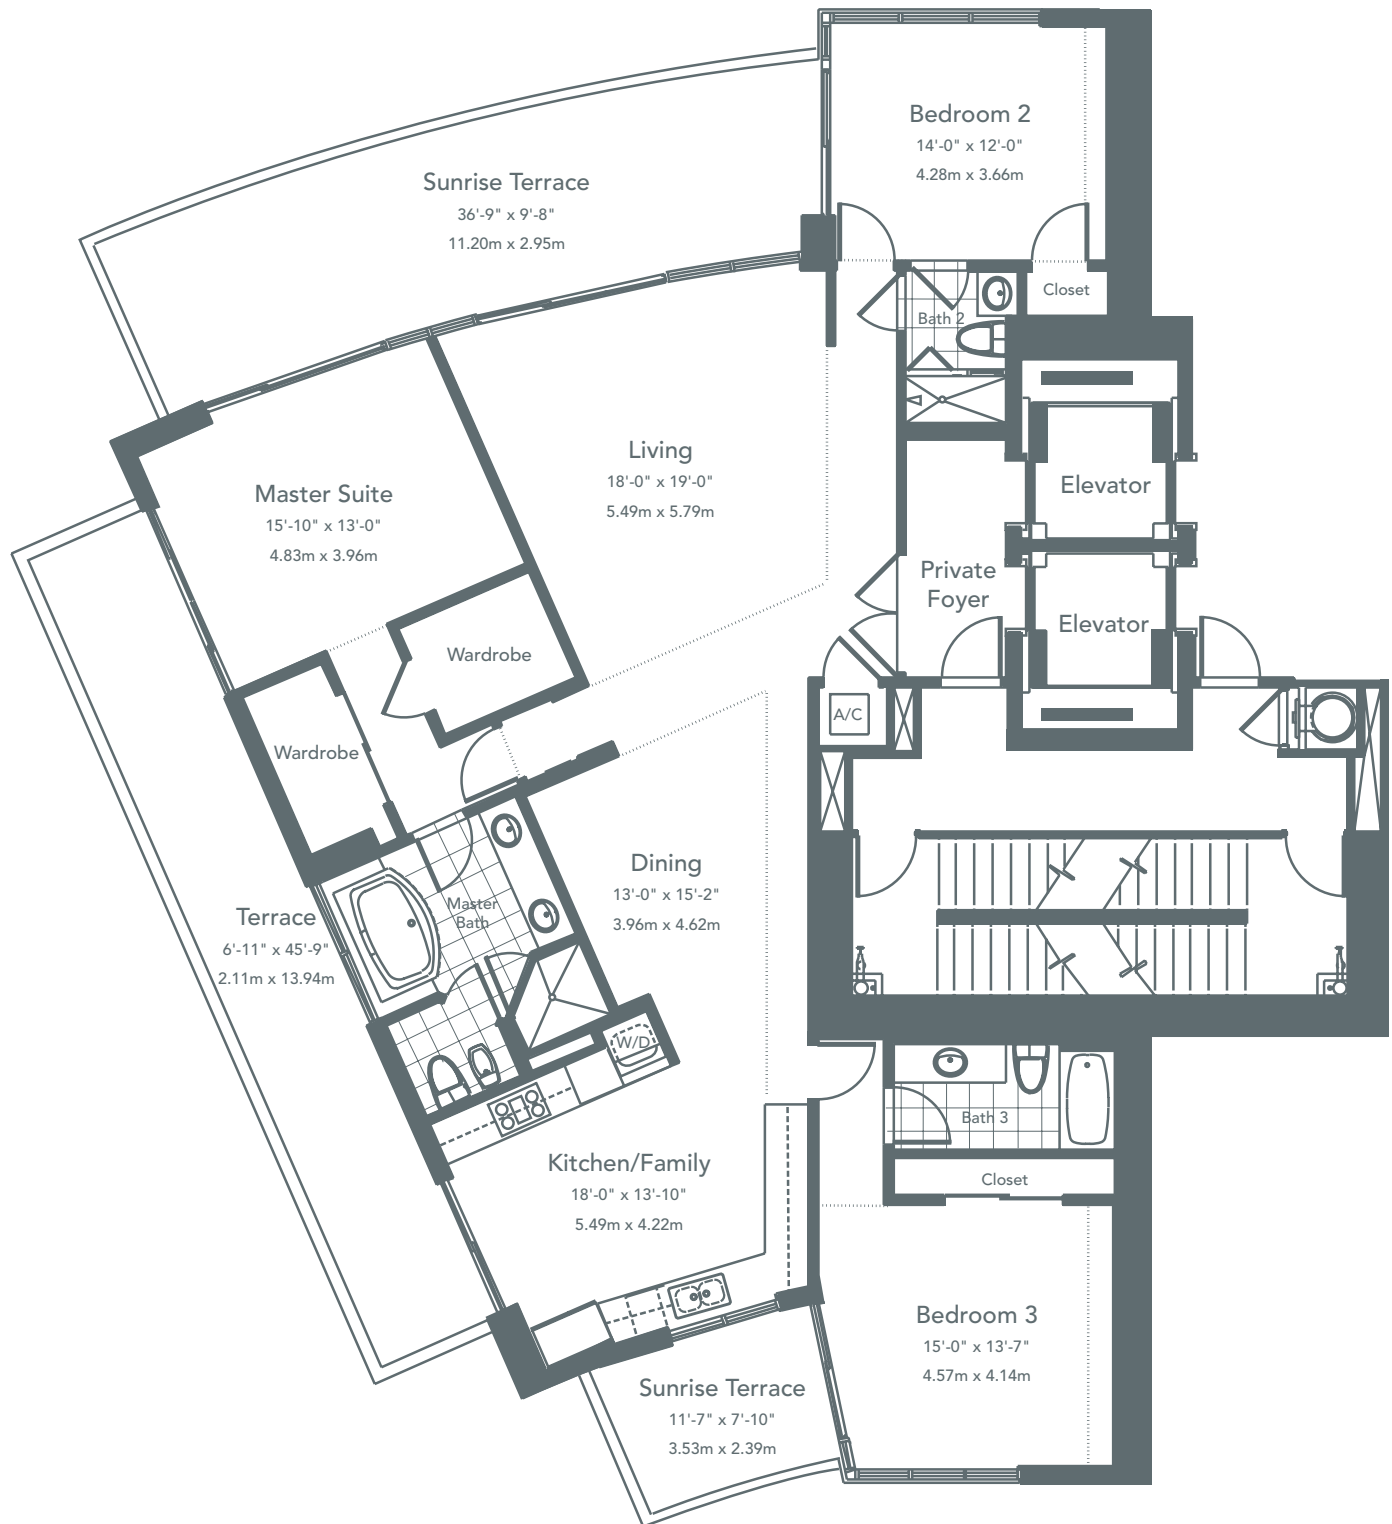 Bedroom 2
14'-0" x 12'-0"
4.28m x 3.66m
Sunrise Terrace
36'-9" x 9'-8"
11.20m x 2.95m
Closet
Bath 2
Living
18'-0" x 19'-0"
5.49m x 5.79m
Elevator
Master Suite
15'-10" x 13'-0"
4.83m x 3.96m
Private
Foyer
Elevator
Wardrobe
A/C
Wardrobe
Dining
13'-0" x 15'-2"
3.96m x 4.62m
Master
Bath
Terrace
6'-11" x 45'-9"
2.11m x 13.94m
W/D
Bath 3
Kitchen/Family
18'-0" x 13'-10"
5.49m x 4.22m
Closet
Bedroom 3
15'-0" x 13'-7"
4.57m x 4.14m
Sunrise Terrace
11'-7" x 7'-10"
3.53m x 2.39m